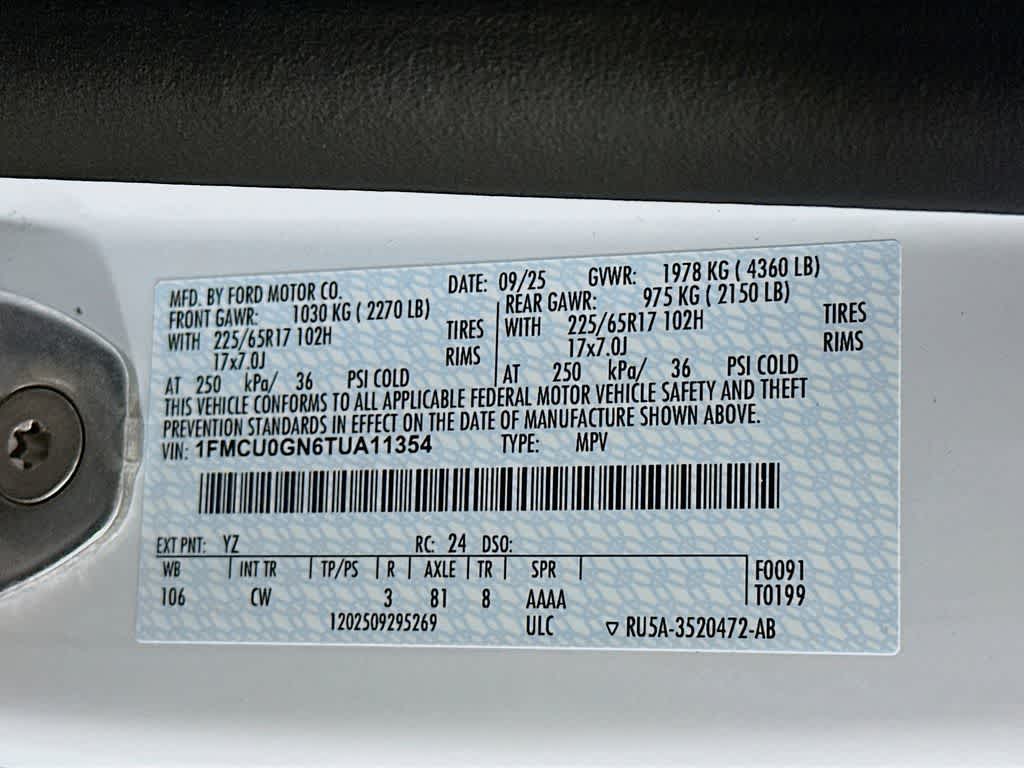 MFD. BY FORD MOTOR CO. DATE: 09/25 GVWR: 1978 KG ( 4360 LB)
FRONT GAWR: 1030 KG ( 2270 LB) REAR GAWR: 975 KG ( 2150 LB)
WITH 225/65R17 102H TIRES WITH 225/65R17 102H TIRES
17x7.0J RIMS 17x7.0J RIMS
AT 250 kPa/ 36 PSI COLD AT 250 kPa/ 36 PSI COLD
THIS VEHICLE CONFORMS TO ALL APPLICABLE FEDERAL MOTOR VEHICLE SAFETY AND THEFT
PREVENTION STANDARDS IN EFFECT ON THE DATE OF MANUFACTURE SHOWN ABOVE.
VIN: 1FMCU0GN6TUA11354 TYPE: MPV
EXT PNT: YZ RC: 24 DSO:
WB INT TR TP/PS R AXLE TR SPR F0091
106 CW 3 81 8 AAAA T0199
1202509295269 ULC ▽ RU5A-3520472-AB